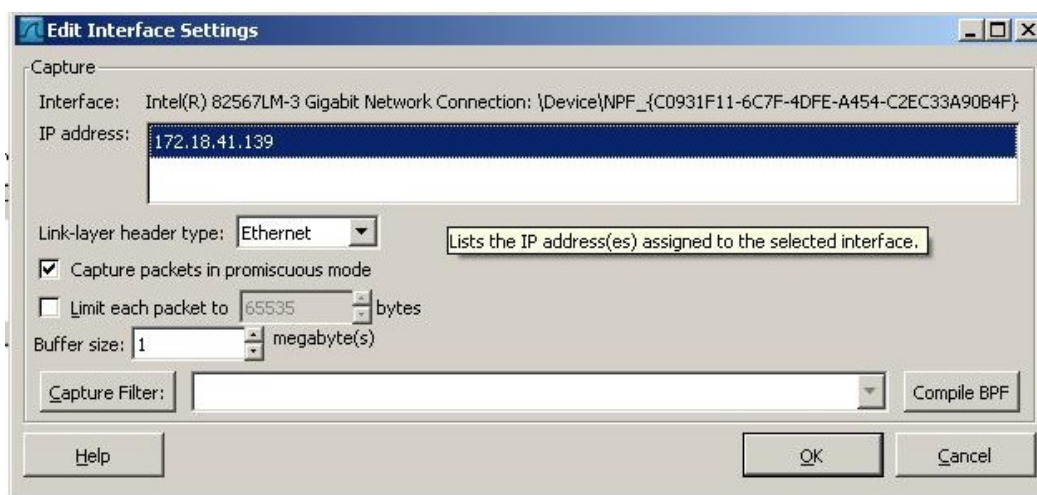 Edit Interface Settings
Capture
Interface: Intel(R) 82567LM-3 Gigabit Network Connection: \Device\NPF_{C0931F11-6C7F-4DFE-A454-C2EC33A90B4F}
IP address: 172.18.41.139
Link-layer header type: Ethernet
Lists the IP address(es) assigned to the selected interface.
Capture packets in promiscuous mode
Limit each packet to 65535 bytes
Buffer size: 1 megabyte(s)
Capture Filter: Compile BPF
Help OK Cancel